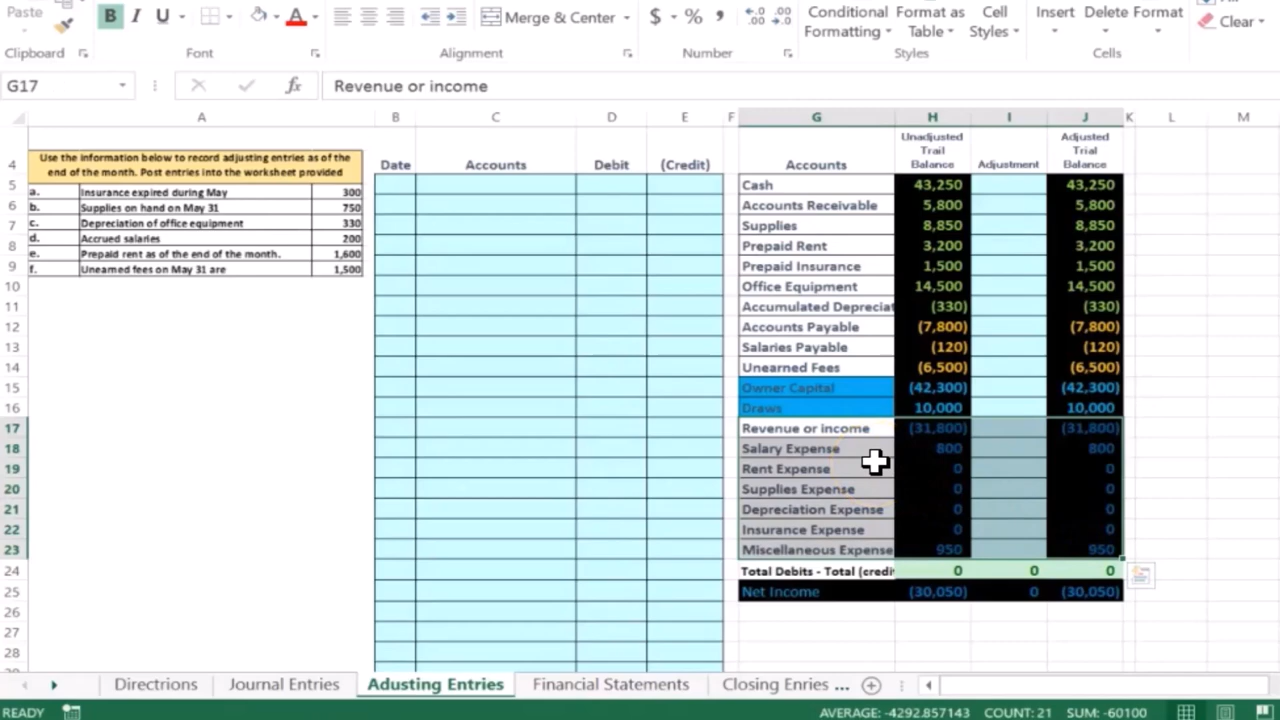 Paste
B I U
A
Merge & Center
$ % ,
.00
.00
Conditional Formatting
Format as Table
Cell Styles
Insert Delete Format
Clear
Clipboard
Font
Alignment
Number
Styles
Cells
G17 fx Revenue or income
A B C D E F G H I J K L M
4 Use the information below to record adjusting entries as of the
end of the month. Post entries into the worksheet provided
Date Accounts Debit (Credit) Accounts Unadjusted Trail Balance Adjustment Adjusted Trial Balance
5 a. Insurance expired during May 300 Cash 43,250 43,250
6 b. Supplies on hand on May 31 750 Accounts Receivable 5,800 5,800
7 c. Depreciation of office equipment 330 Supplies 8,850 8,850
8 d. Accrued salaries 200 Prepaid Rent 3,200 3,200
9 e. Prepaid rent as of the end of the month. 1,600 Prepaid Insurance 1,500 1,500
f. Unearned fees on May 31 are 1,500
10 Office Equipment 14,500 14,500
11 Accumulated Depreciat (330) (330)
12 Accounts Payable (7,800) (7,800)
13 Salaries Payable (120) (120)
14 Unearned Fees (6,500) (6,500)
15 Owner Capital (42,300) (42,300)
16 Draws 10,000 10,000
17 Revenue or income (31,800) (31,800)
18 Salary Expense 800 800
19 Rent Expense 0 0
20 Supplies Expense 0 0
21 Depreciation Expense 0 0
22 Insurance Expense 0 0
23 Miscellaneous Expense 950 950
24 Total Debits - Total (credi 0 0 0
25 Net Income (30,050) 0 (30,050)
26
27
28
Directions Journal Entries Adusting Entries Financial Statements Closing Enries ...
READY AVERAGE: -4292.857143 COUNT: 21 SUM: -60100